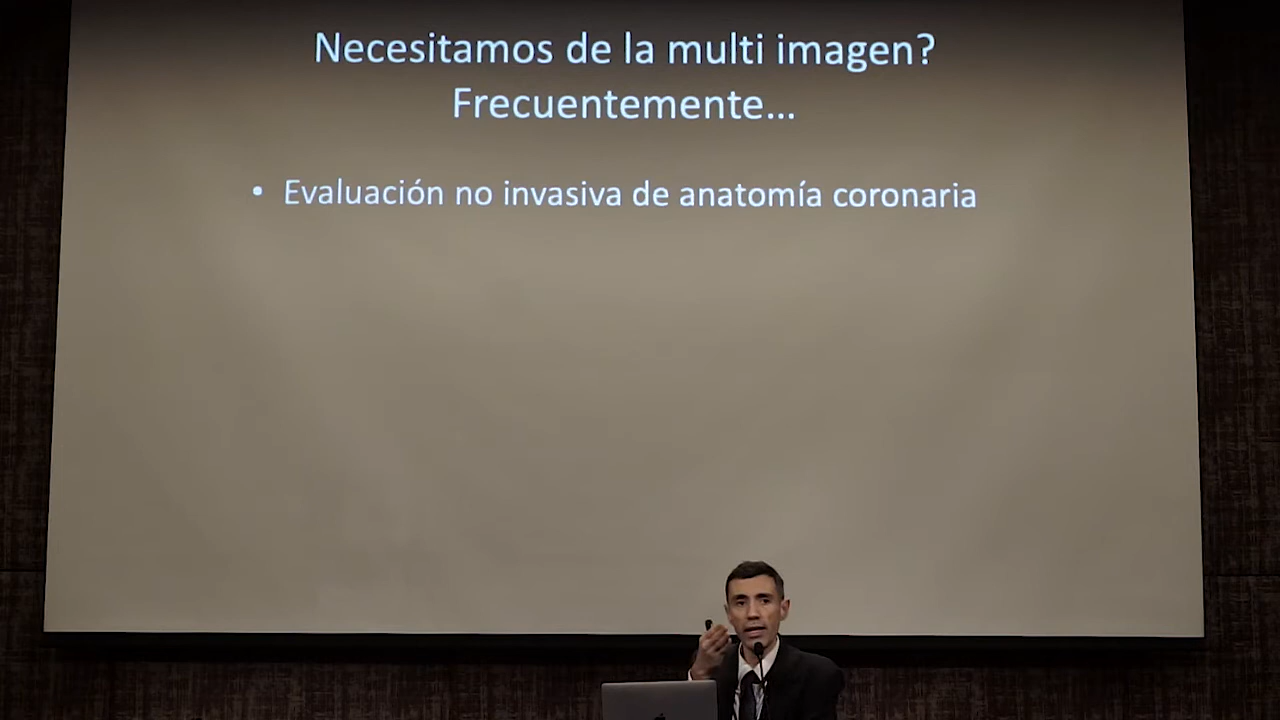 Necesitamos de la multi imagen?
Frecuentemente...
• Evaluación no invasiva de anatomía coronaria